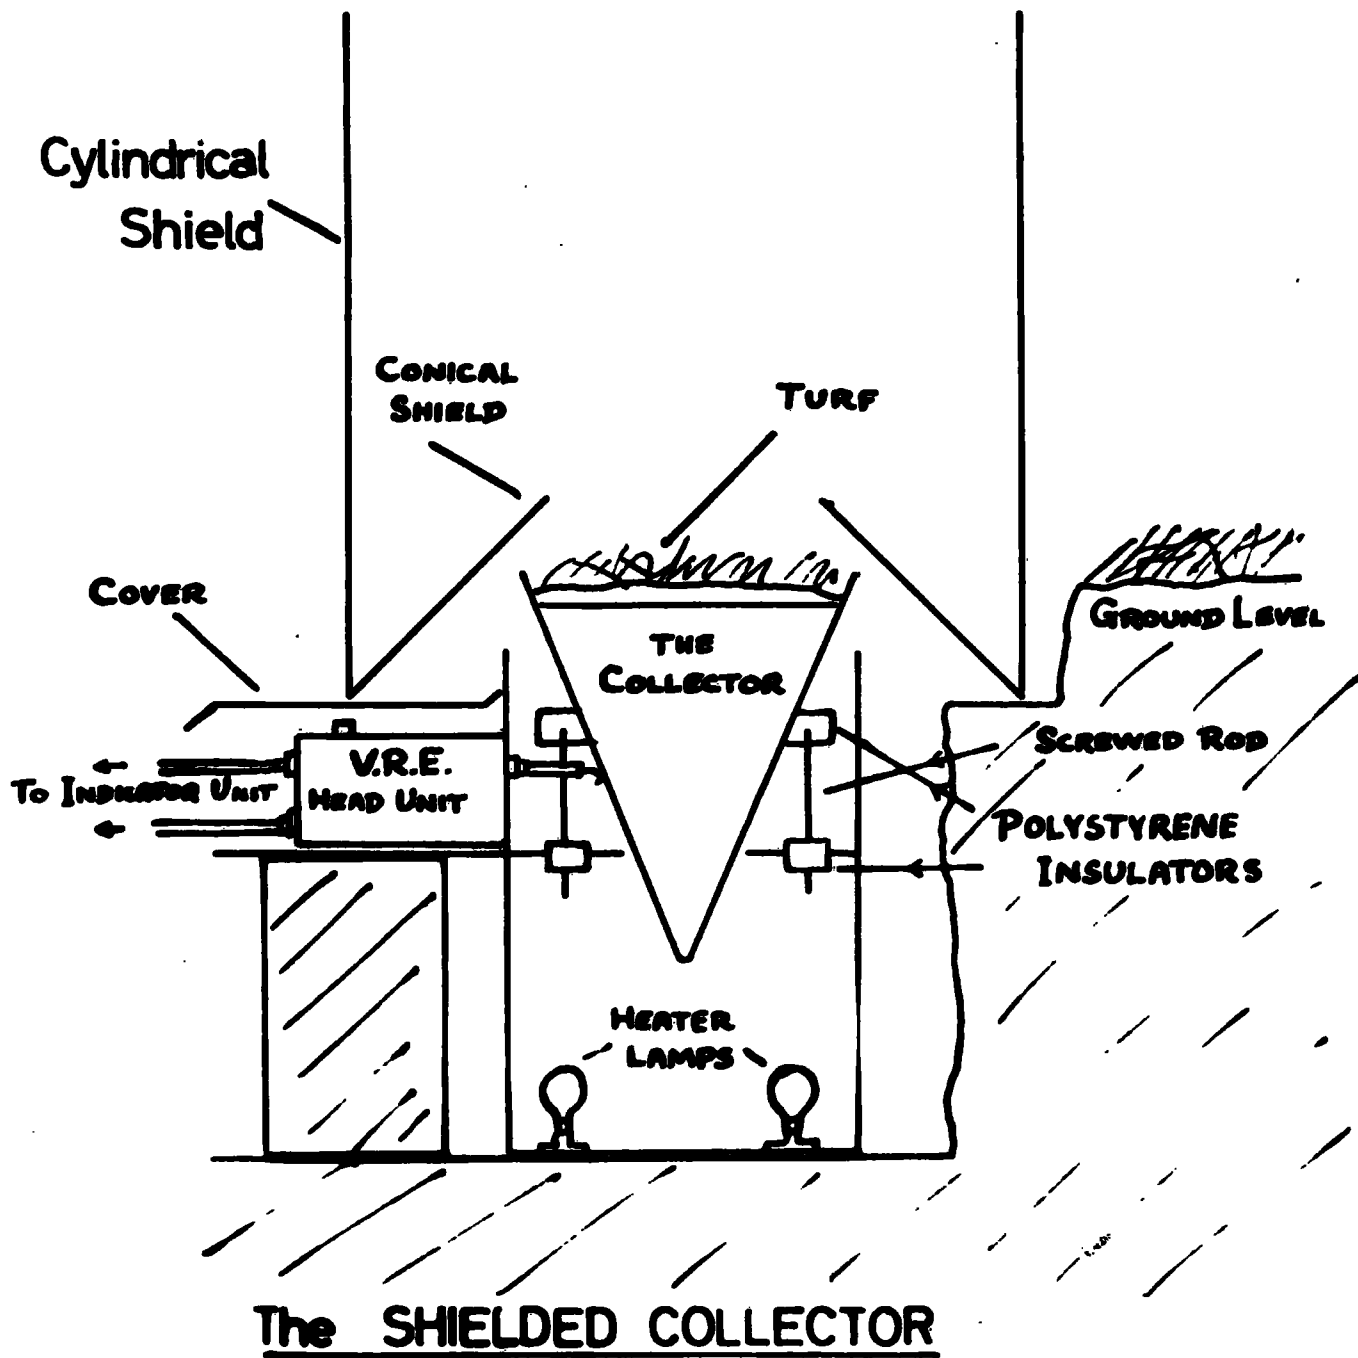 Cylindrical
Shield
CONICAL
SHIELD
TURF
COVER
GROUND LEVEL
THE
COLLECTOR
V.R.E.
HEAD UNIT
TO INDICATOR UNIT
SCREWED ROD
POLYSTYRENE
INSULATORS
HEATER
LAMPS
The SHIELDED COLLECTOR